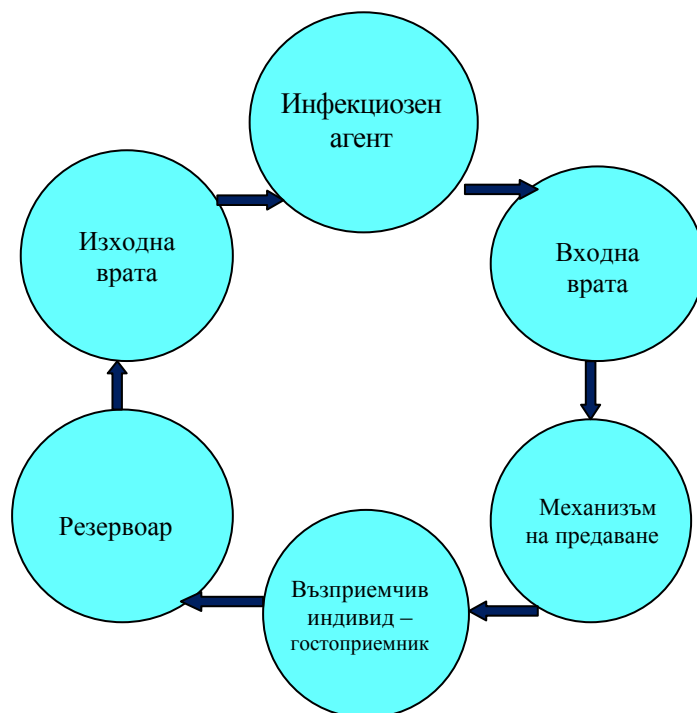 Инфекциозен
агент
Изходна
врата
Входна
врата
Механизъм
на предаване
Резервоар
Възприемчив
индивид –
гостоприемник